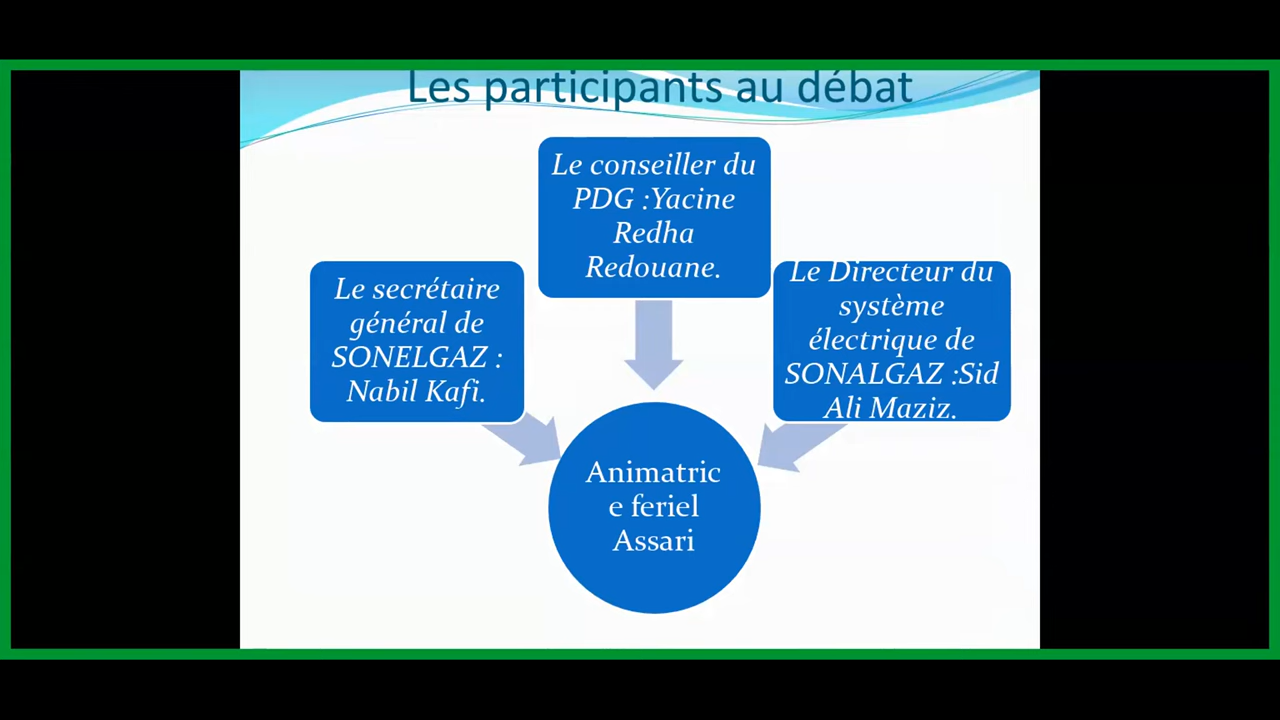 Les participants au débat
Le conseiller du
PDG :Yacine
Redha
Redouane.
Le secrétaire
général de
SONELGAZ :
Nabil Kafi.
Le Directeur du
système
électrique de
SONALGAZ :Sid
Ali Maziz.
Animatric
e feriel
Assari